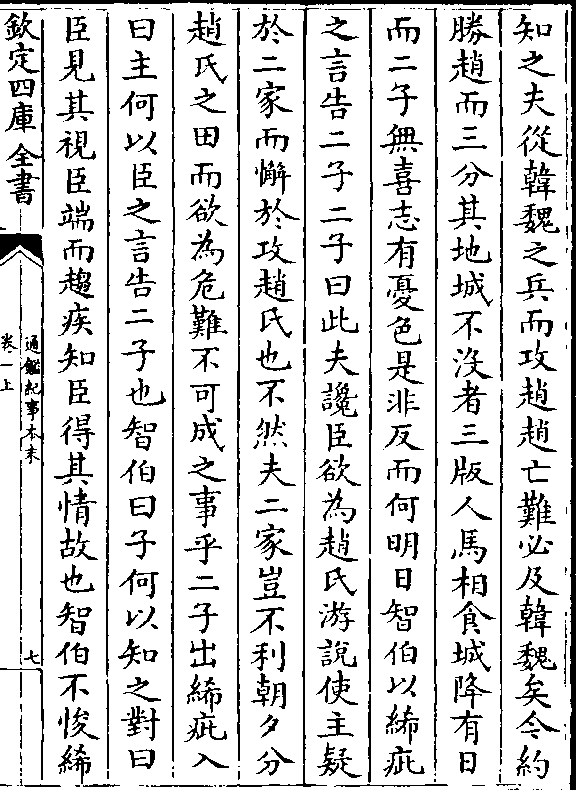 知之夫從韓魏之兵而攻趙趙亡難必及韓魏矣今約
勝趙而三分其地城不沒者三版人馬相食城降有日
而二子無喜志有憂色是非反而何明日智伯以絺疵
之言告二子二子曰此夫讒臣欲為趙氏游說使主疑
於二家而懈於攻趙氏也不然夫二家豈不利朝夕分
趙氏之田而欲為危難不可成之事乎二子出絺疵入
曰主何以臣之言告二子也智伯曰子何以知之對曰
臣見其視臣端而趨疾知臣得其情故也智伯不悛絺
欽定四庫全書
通鑑紀事本末
卷一上
七